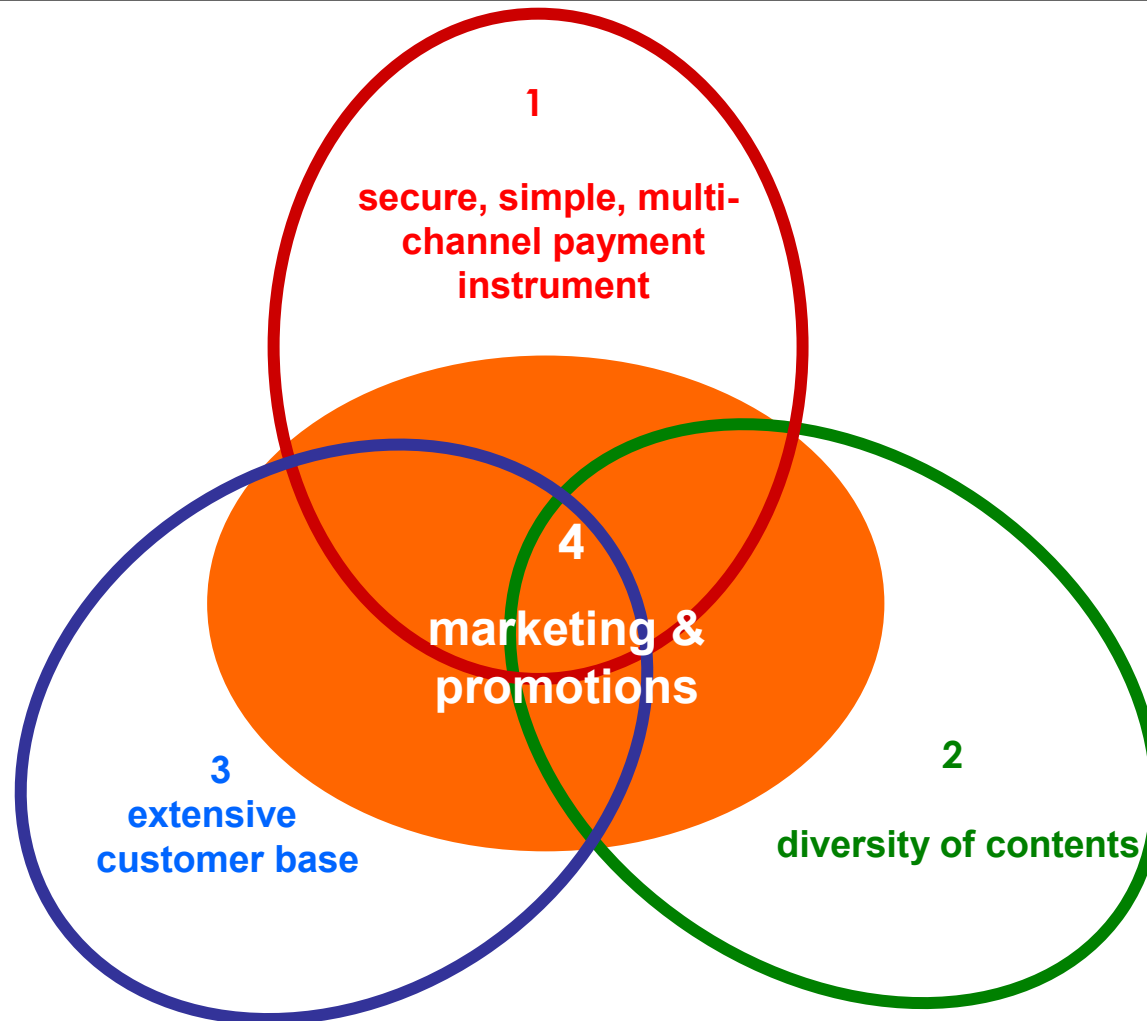 1
secure, simple, multi-
channel payment
instrument
4
marketing &
promotions
3
extensive
customer base
2
diversity of contents